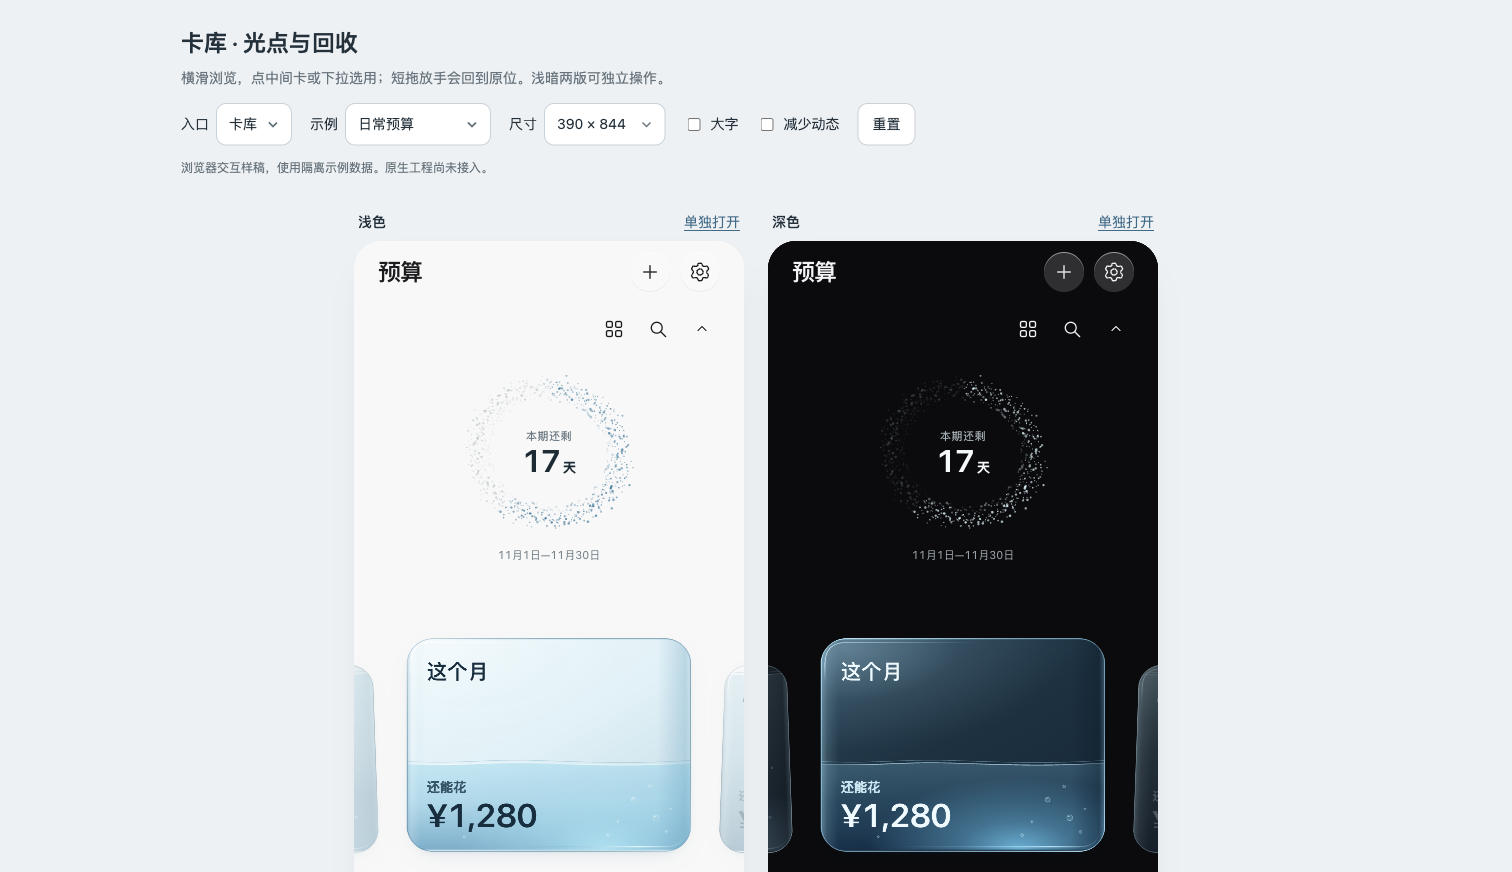 卡库 · 光点与回收
横滑浏览，点中间卡或下拉选用；短拖放手会回到原位。浅暗两版可独立操作。
入口 卡库 示例 日常预算 尺寸 390 × 844 大字 减少动态 重置
浏览器交互样稿，使用隔离示例数据。原生工程尚未接入。
浅色 单独打开
预算
本期还剩
17 天
11月1日—11月30日
这个月
还能花
¥1,280
深色 单独打开
预算
本期还剩
17 天
11月1日—11月30日
这个月
还能花
¥1,280